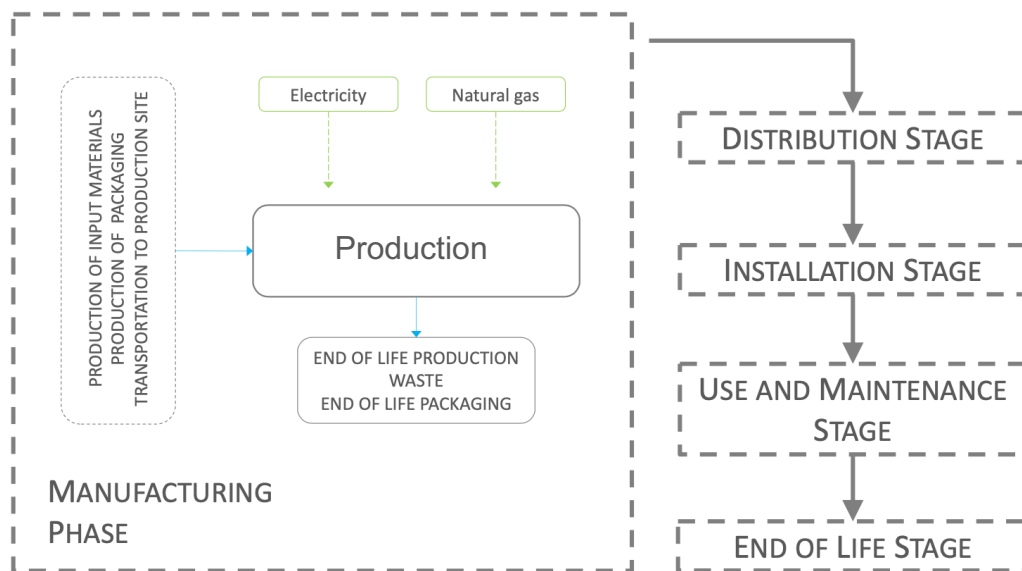 PRODUCTION OF INPUT MATERIALS
PRODUCTION OF PACKAGING
TRANSPORTATION TO PRODUCTION SITE
Electricity
Natural gas
Production
END OF LIFE PRODUCTION
WASTE
END OF LIFE PACKAGING
MANUFACTURING
PHASE
DISTRIBUTION STAGE
INSTALLATION STAGE
USE AND MAINTENANCE
STAGE
END OF LIFE STAGE